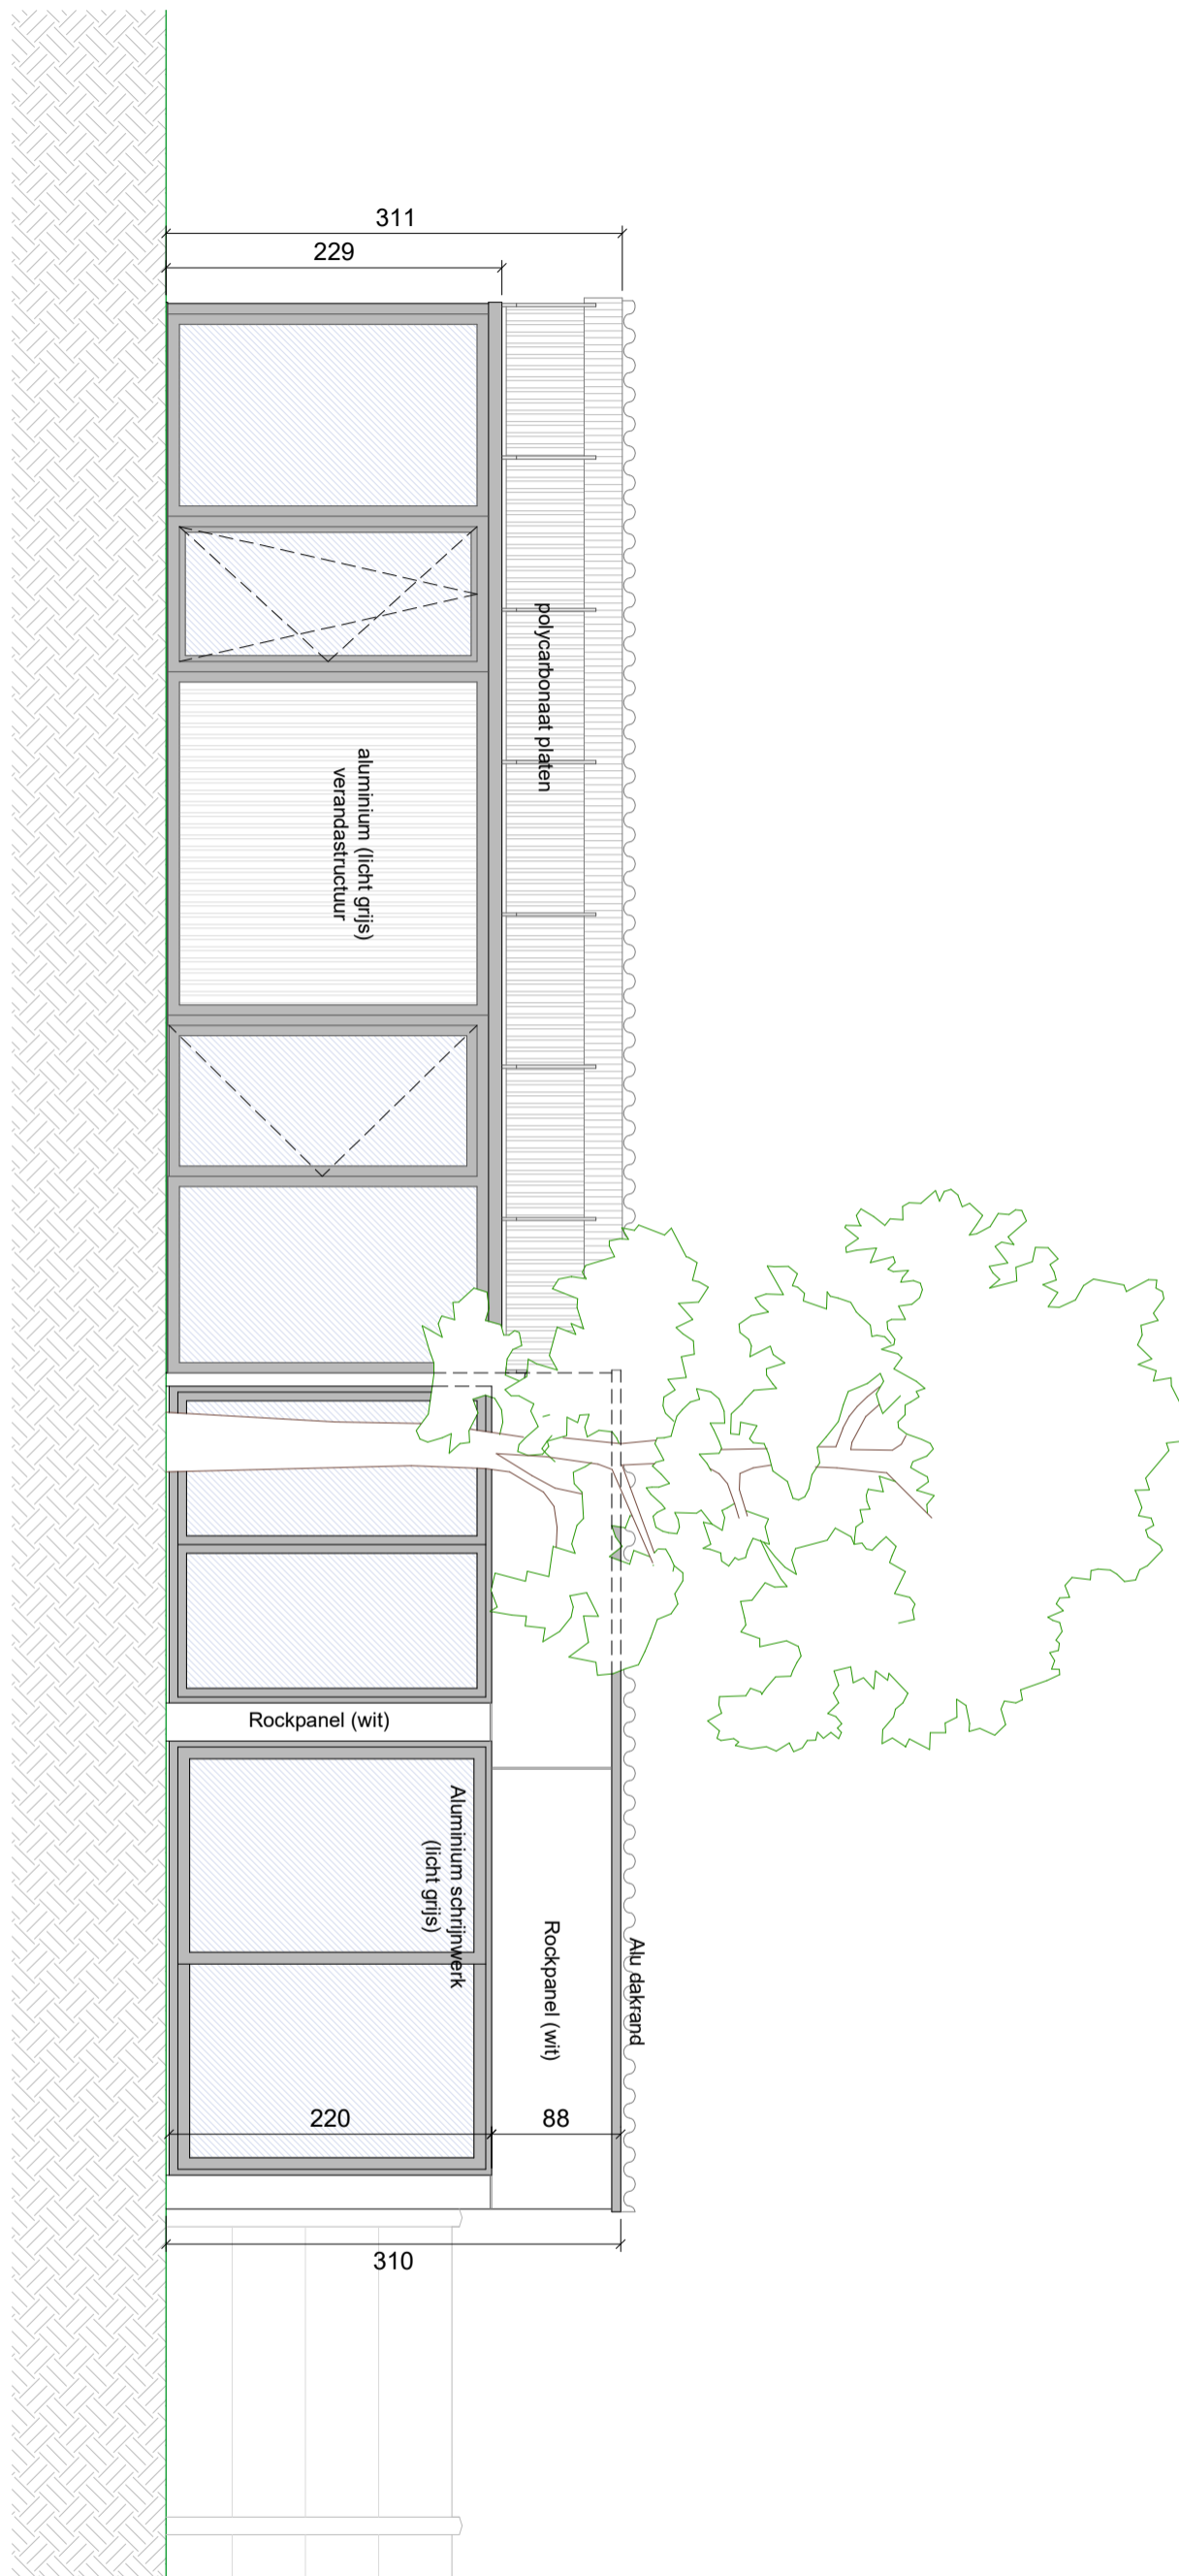 311
229
polycarbonaat platen
aluminium (licht grijs)
verandastructuur
Rockpanel (wit)
Aluminium schrijnwerk
(licht grijs)
Rockpanel (wit)
Alu dakrand
220
88
310